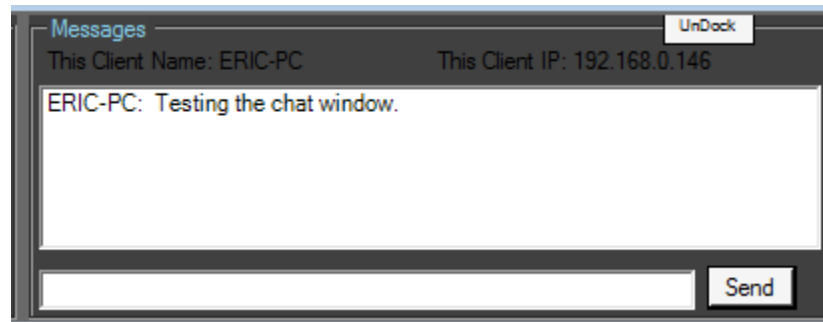 Messages UnDock
This Client Name: ERIC-PC This Client IP: 192.168.0.146
ERIC-PC:  Testing the chat window.
Send